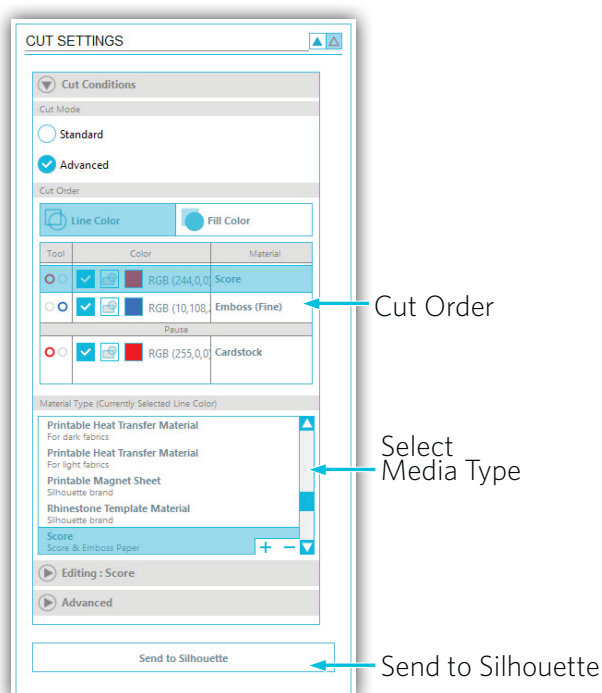 CUT SETTINGS
Cut Conditions
Cut Mode
Standard
Advanced
Cut Order
Line Color
Fill Color
Tool Color Material
RGB (244,0,0) Score
RGB (10,108,2 Emboss (Fine)
Cut Order
Pause
RGB (255,0,0) Cardstock
Material Type (Currently Selected Line Color)
Printable Heat Transfer Material
For dark fabrics
Printable Heat Transfer Material
For light fabrics
Printable Magnet Sheet
Silhouette brand
Rhinestone Template Material
Silhouette brand
Score
Score & Emboss Paper
+ −
Select
Media Type
Editing : Score
Advanced
Send to Silhouette
Send to Silhouette